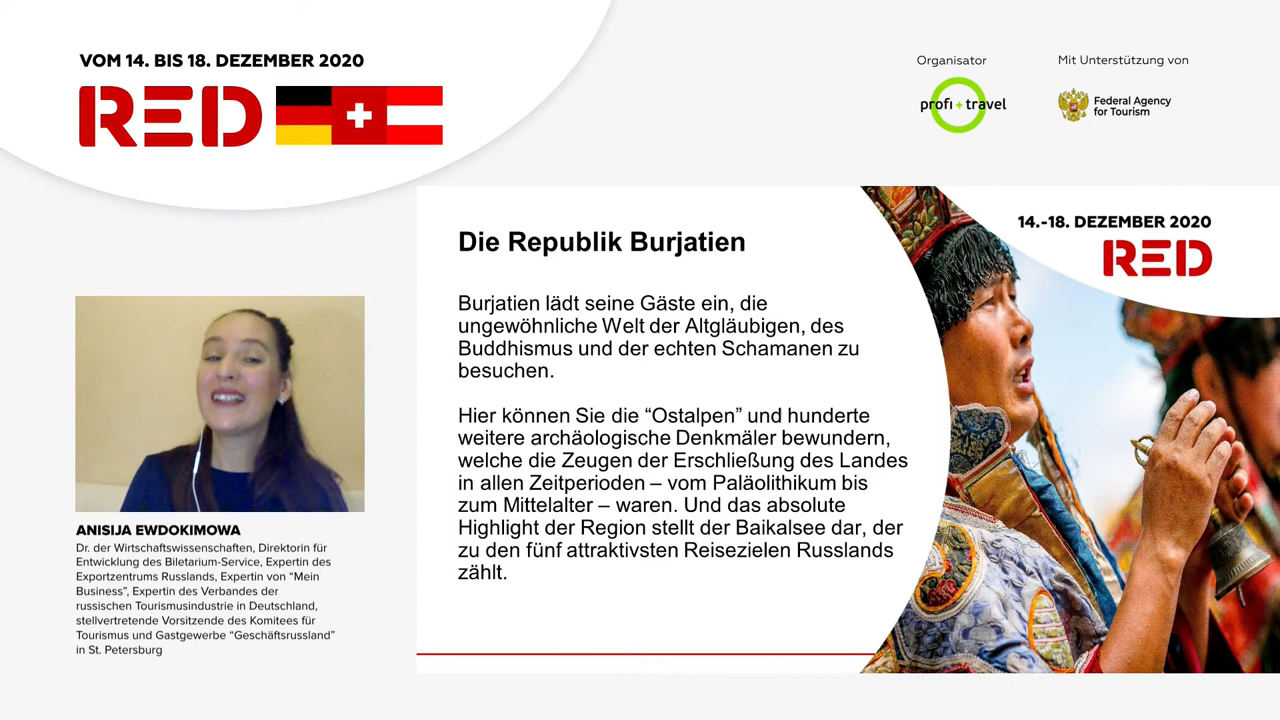 VOM 14. BIS 18. DEZEMBER 2020
RED
Organisator
profi+travel
Mit Unterstützung von
Federal Agency
for Tourism
14.-18. DEZEMBER 2020
RED
Die Republik Burjatien
Burjatien lädt seine Gäste ein, die
ungewöhnliche Welt der Altgläubigen, des
Buddhismus und der echten Schamanen zu
besuchen.
Hier können Sie die “Ostalpen” und hunderte
weitere archäologische Denkmäler bewundern,
welche die Zeugen der Erschließung des Landes
in allen Zeitperioden – vom Paläolithikum bis
zum Mittelalter – waren. Und das absolute
Highlight der Region stellt der Baikalsee dar, der
zu den fünf attraktivsten Reisezielen Russlands
zählt.
ANISIJA EWDOKIMOWA
Dr. der Wirtschaftswissenschaften, Direktorin für
Entwicklung des Biletarium-Service, Expertin des
Exportzentrums Russlands, Expertin von “Mein
Business”, Expertin des Verbandes der
russischen Tourismusindustrie in Deutschland,
stellvertretende Vorsitzende des Komitees für
Tourismus und Gastgewerbe “Geschäftsrussland”
in St. Petersburg